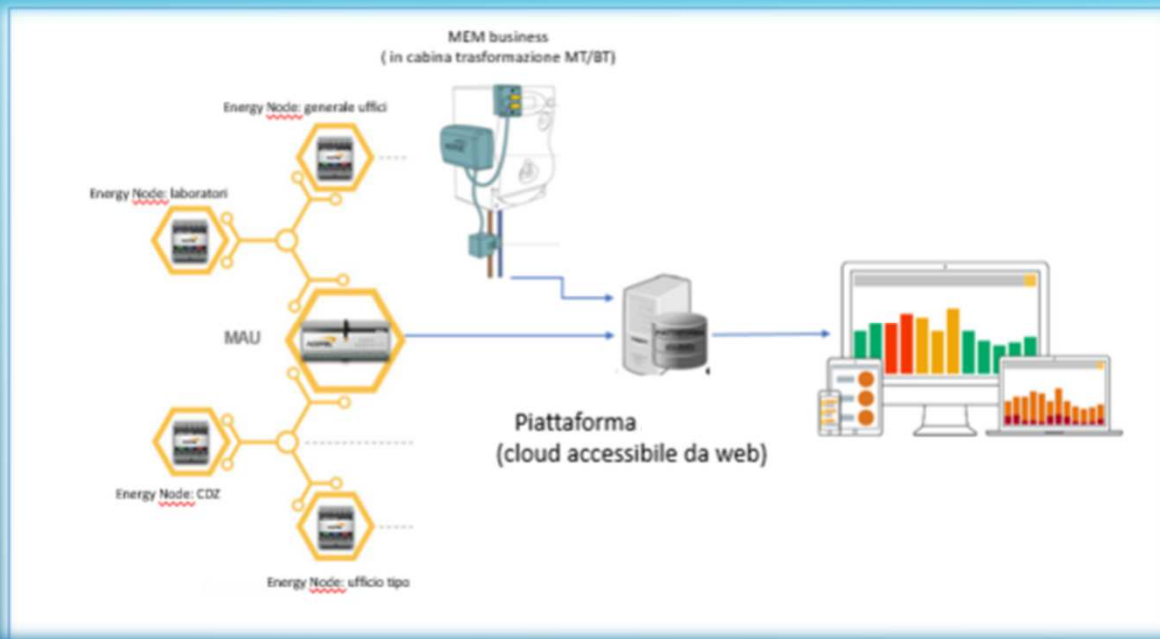 MEM business
( in cabina trasformazione MT/BT)
Energy Node: generale uffici
Energy Node: laboratori
MAU
Piattaforma
(cloud accessibile da web)
Energy Node: CDZ
Energy Node: ufficio tipo